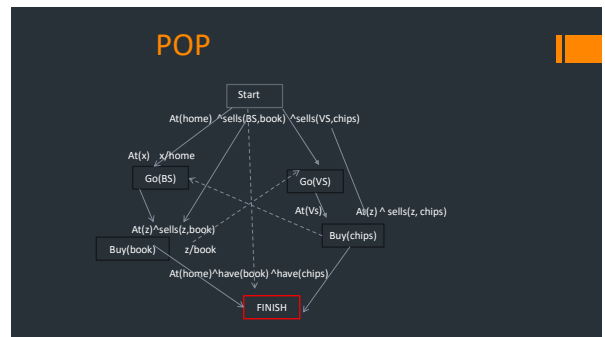 POP
Start
At(home) ^sells(BS,book) ^sells(VS,chips)
At(x) x/home
Go(BS)
Go(VS)
At(Vs)
At(z) ^ sells(z, chips)
At(z)^sells(z,book)
Buy(chips)
Buy(book)
z/book
At(home)^have(book) ^have(chips)
FINISH